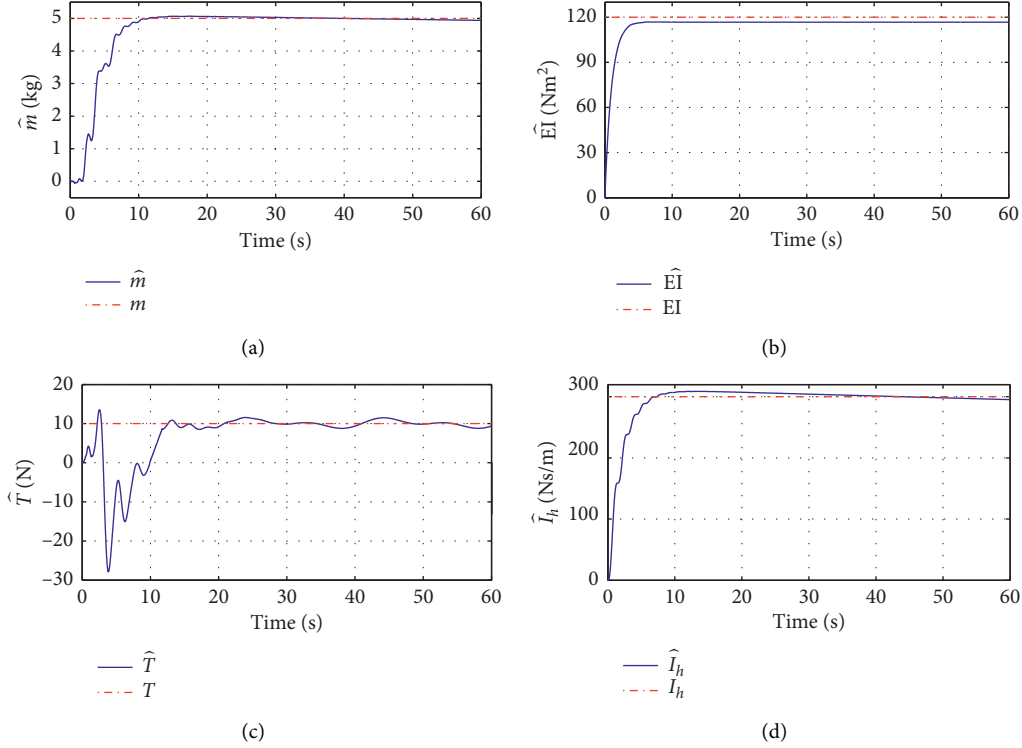 5
4
3
2
1
0
m̂ (kg)
0 10 20 30 40 50 60
Time (s)
m̂
m
(a)
120
90
60
30
0
ÊI (Nm²)
0 10 20 30 40 50 60
Time (s)
ÊI
EI
(b)
20
10
0
–10
–20
–30
T̂ (N)
0 10 20 30 40 50 60
Time (s)
T̂
T
(c)
300
200
100
0
Î_h (Ns/m)
0 10 20 30 40 50 60
Time (s)
Î_h
I_h
(d)